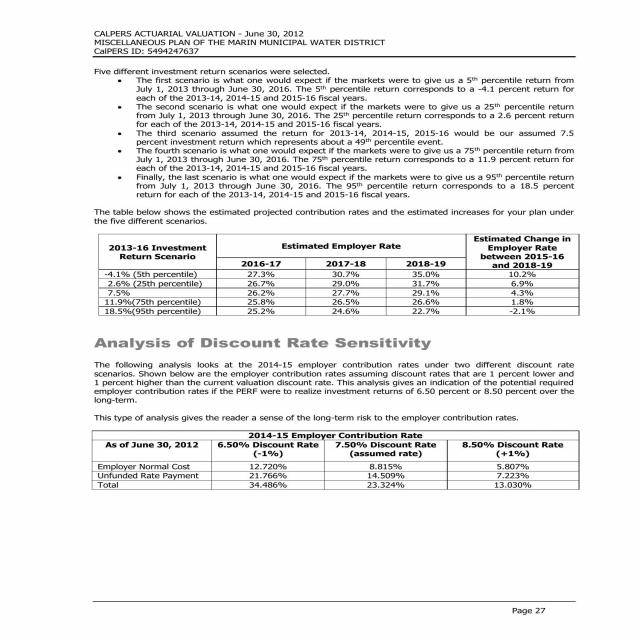 CALPERS ACTUARIAL VALUATION - June 30, 2012
MISCELLANEOUS PLAN OF THE MARIN MUNICIPAL WATER DISTRICT
CalPERS ID: 5494247637
Five different investment return scenarios were selected.
• The first scenario is what one would expect if the markets were to give us a 5th percentile return from
July 1, 2013 through June 30, 2016. The 5th percentile return corresponds to a -4.1 percent return for
each of the 2013-14, 2014-15 and 2015-16 fiscal years.
• The second scenario is what one would expect if the markets were to give us a 25th percentile return
from July 1, 2013 through June 30, 2016. The 25th percentile return corresponds to a 2.6 percent return
for each of the 2013-14, 2014-15 and 2015-16 fiscal years.
• The third scenario assumed the return for 2013-14, 2014-15, 2015-16 would be our assumed 7.5
percent investment return which represents about a 49th percentile event.
• The fourth scenario is what one would expect if the markets were to give us a 75th percentile return from
July 1, 2013 through June 30, 2016. The 75th percentile return corresponds to a 11.9 percent return for
each of the 2013-14, 2014-15 and 2015-16 fiscal years.
• Finally, the last scenario is what one would expect if the markets were to give us a 95th percentile return
from July 1, 2013 through June 30, 2016. The 95th percentile return corresponds to a 18.5 percent
return for each of the 2013-14, 2014-15 and 2015-16 fiscal years.
The table below shows the estimated projected contribution rates and the estimated increases for your plan under
the five different scenarios.
2013-16 Investment Return Scenario Estimated Employer Rate Estimated Change in Employer Rate between 2015-16 and 2018-19
2016-17 2017-18 2018-19
-4.1% (5th percentile) 27.3% 30.7% 35.0% 10.2%
2.6% (25th percentile) 26.7% 29.0% 31.7% 6.9%
7.5% 26.2% 27.7% 29.1% 4.3%
11.9%(75th percentile) 25.8% 26.5% 26.6% 1.8%
18.5%(95th percentile) 25.2% 24.6% 22.7% -2.1%
Analysis of Discount Rate Sensitivity
The following analysis looks at the 2014-15 employer contribution rates under two different discount rate
scenarios. Shown below are the employer contribution rates assuming discount rates that are 1 percent lower and
1 percent higher than the current valuation discount rate. This analysis gives an indication of the potential required
employer contribution rates if the PERF were to realize investment returns of 6.50 percent or 8.50 percent over the
long-term.
This type of analysis gives the reader a sense of the long-term risk to the employer contribution rates.
2014-15 Employer Contribution Rate
As of June 30, 2012 6.50% Discount Rate 7.50% Discount Rate 8.50% Discount Rate
(-1%) (assumed rate) (+1%)
Employer Normal Cost 12.720% 8.815% 5.807%
Unfunded Rate Payment 21.766% 14.509% 7.223%
Total 34.486% 23.324% 13.030%
Page 27